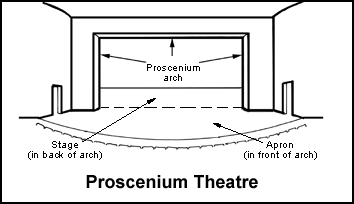 Proscenium
arch
Stage
(in back of arch)
Apron
(in front of arch)
Proscenium Theatre